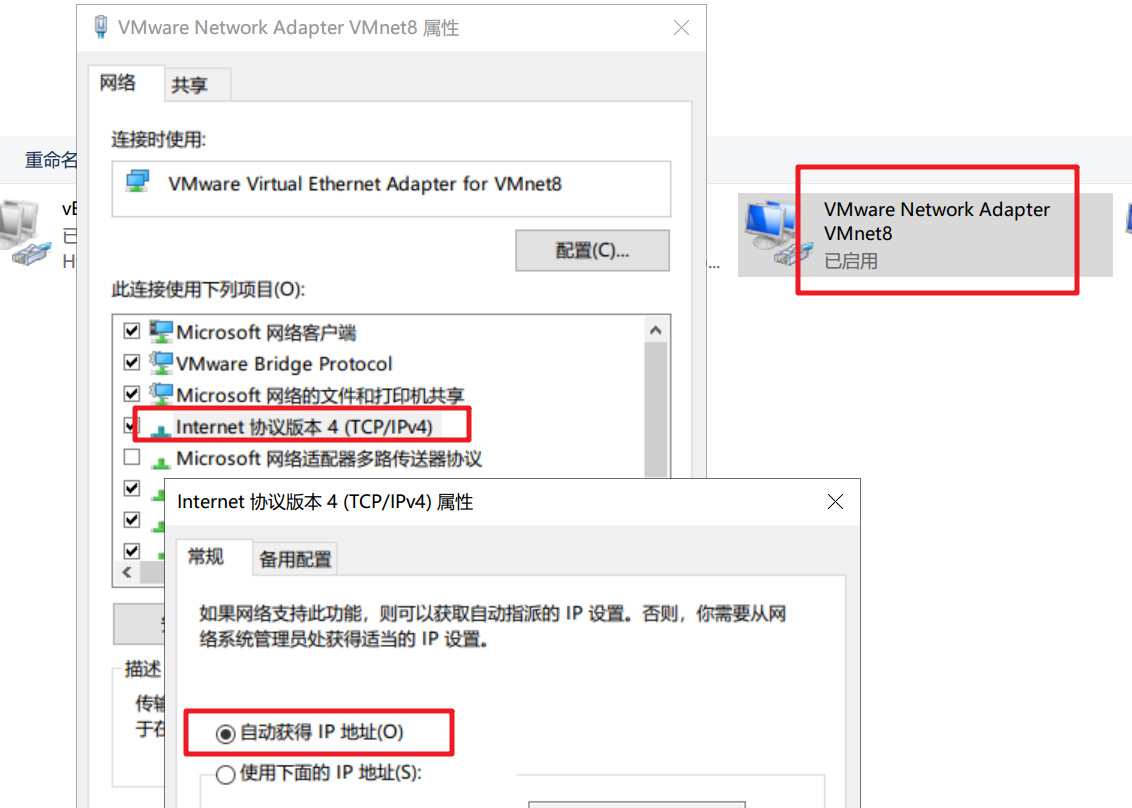 VMware Network Adapter VMnet8 属性
网络
共享
连接时使用:
重命名
VMware Virtual Ethernet Adapter for VMnet8
VMware Network Adapter
VMnet8
已启用
配置(C)...
...
此连接使用下列项目(O):
Microsoft 网络客户端
VMware Bridge Protocol
Microsoft 网络的文件和打印机共享
Internet 协议版本 4 (TCP/IPv4)
Microsoft 网络适配器多路传送器协议
Internet 协议版本 4 (TCP/IPv4) 属性
常规
备用配置
如果网络支持此功能，则可以获取自动指派的 IP 设置。否则，你需要从网
络系统管理员处获得适当的 IP 设置。
描述
传输
于在
自动获得 IP 地址(O)
使用下面的 IP 地址(S):